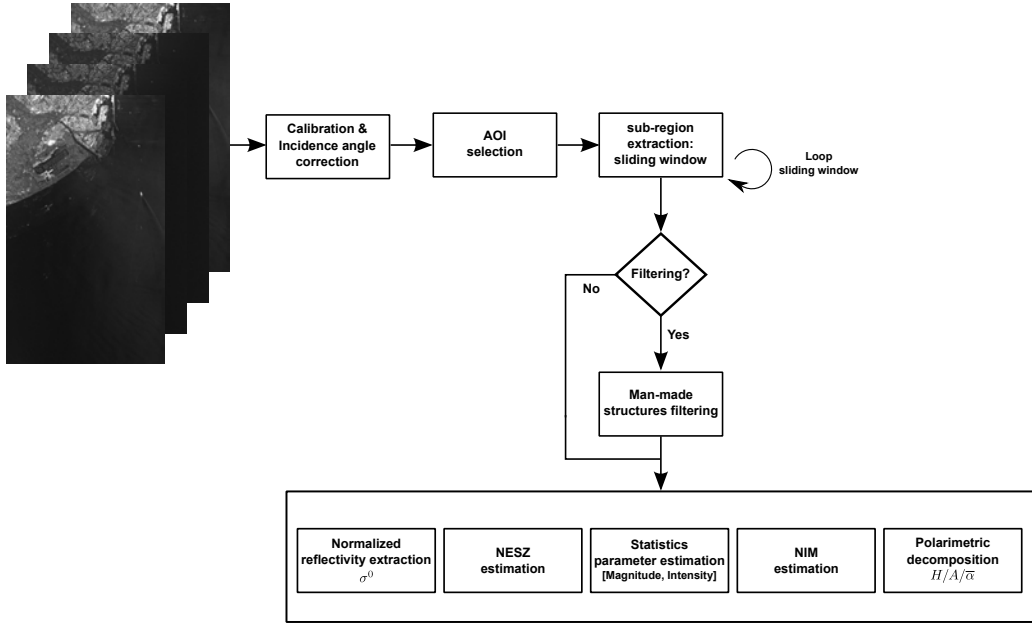 Calibration &
Incidence angle
correction
AOI
selection
sub-region
extraction:
sliding window
Loop
sliding window
Filtering?
No
Yes
Man-made
structures filtering
Normalized
reflectivity extraction
σ⁰
NESZ
estimation
Statistics
parameter estimation
[Magnitude, Intensity]
NIM
estimation
Polarimetric
decomposition
H/A/α̅